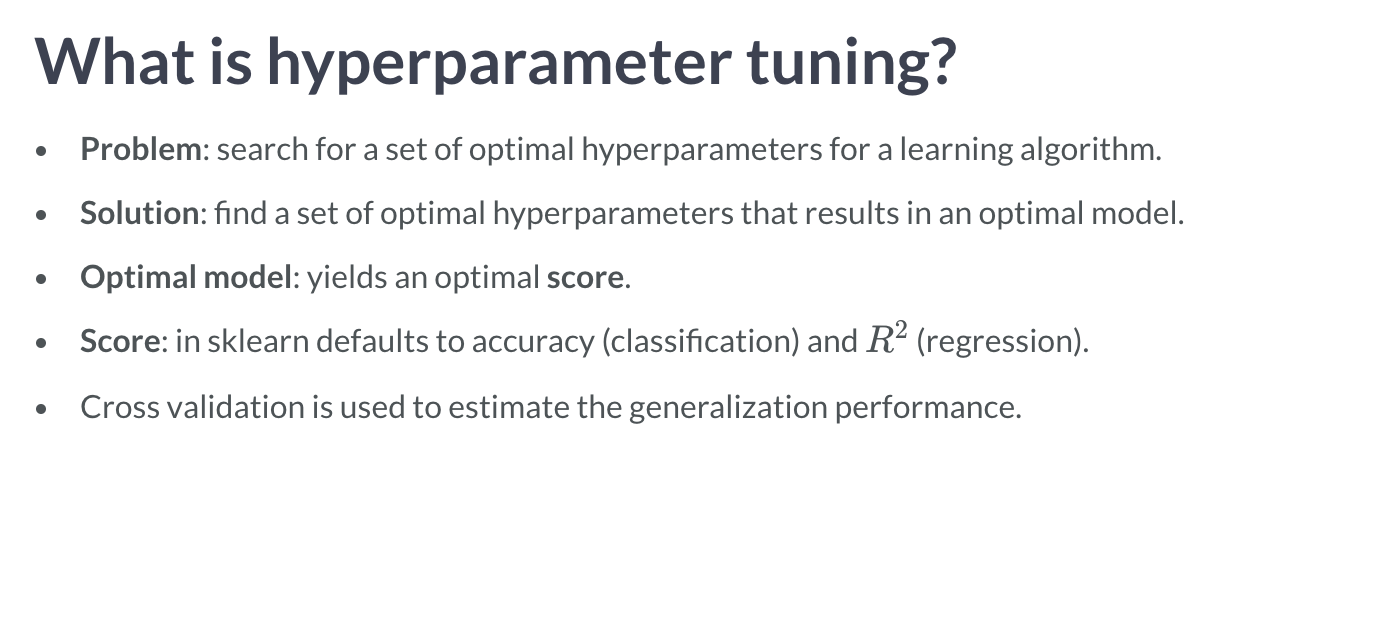 What is hyperparameter tuning?
• Problem: search for a set of optimal hyperparameters for a learning algorithm.
• Solution: find a set of optimal hyperparameters that results in an optimal model.
• Optimal model: yields an optimal score.
• Score: in sklearn defaults to accuracy (classification) and R² (regression).
• Cross validation is used to estimate the generalization performance.